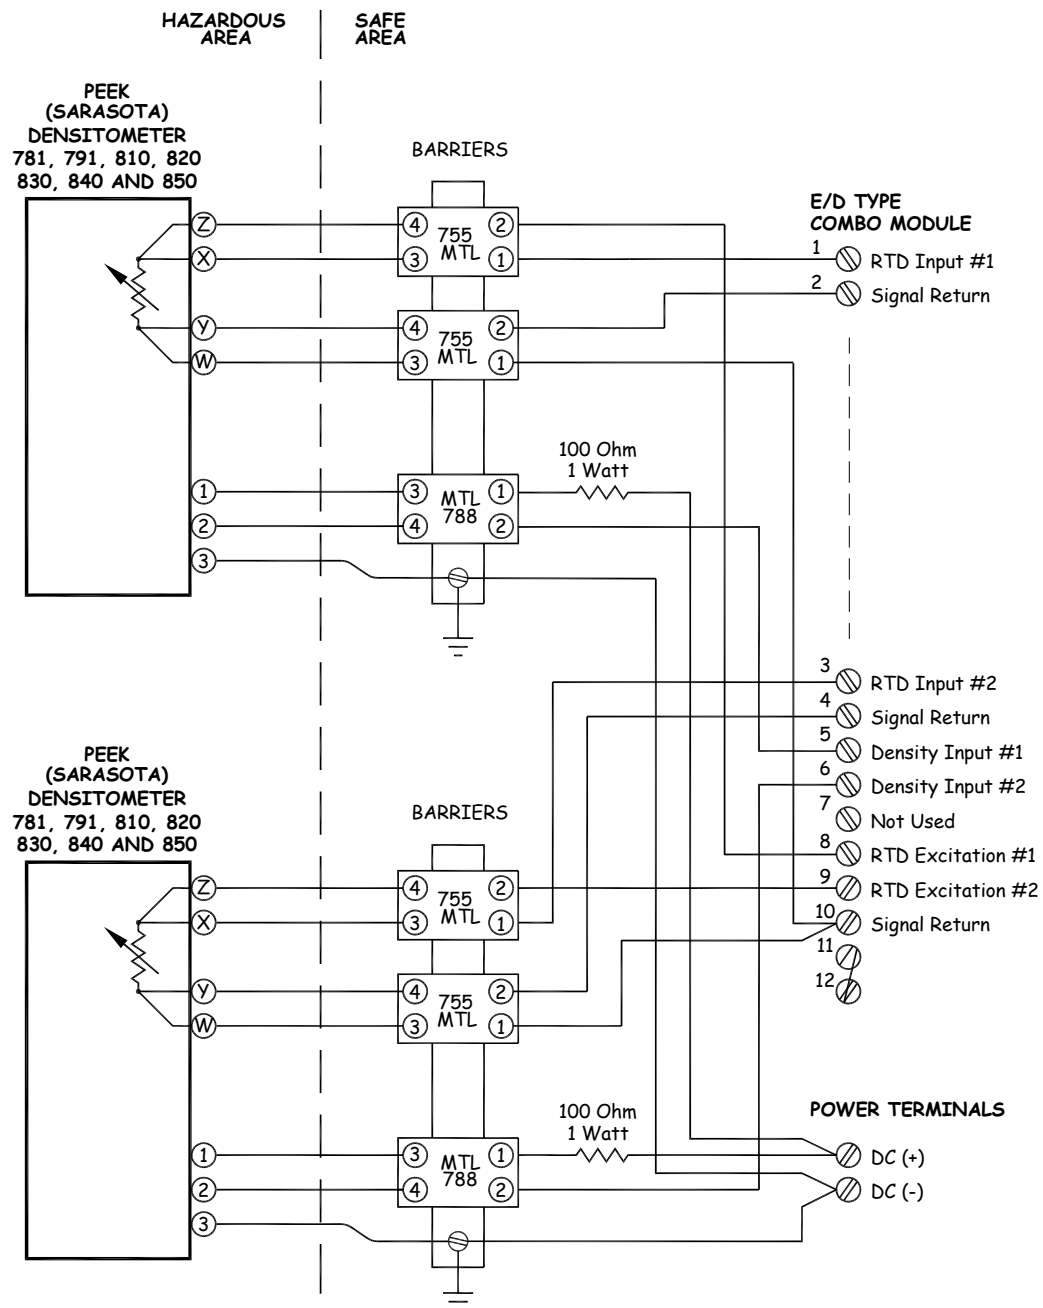 HAZARDOUS
AREA
SAFE
AREA
PEEK
(SARASOTA)
DENSITOMETER
781, 791, 810, 820
830, 840 AND 850
BARRIERS
E/D TYPE
COMBO MODULE
Z
4
755
MTL
2
X
3
1
1
RTD Input #1
2
Signal Return
Y
4
755
MTL
2
W
3
1
100 Ohm
1 Watt
1
3
MTL
788
1
2
4
2
3
3
RTD Input #2
4
Signal Return
5
Density Input #1
6
Density Input #2
7
Not Used
8
RTD Excitation #1
9
RTD Excitation #2
10
Signal Return
11
12
PEEK
(SARASOTA)
DENSITOMETER
781, 791, 810, 820
830, 840 AND 850
BARRIERS
Z
4
755
MTL
2
X
3
1
Y
4
755
MTL
2
W
3
1
100 Ohm
1 Watt
1
3
MTL
788
1
2
4
2
3
POWER TERMINALS
DC (+)
DC (-)